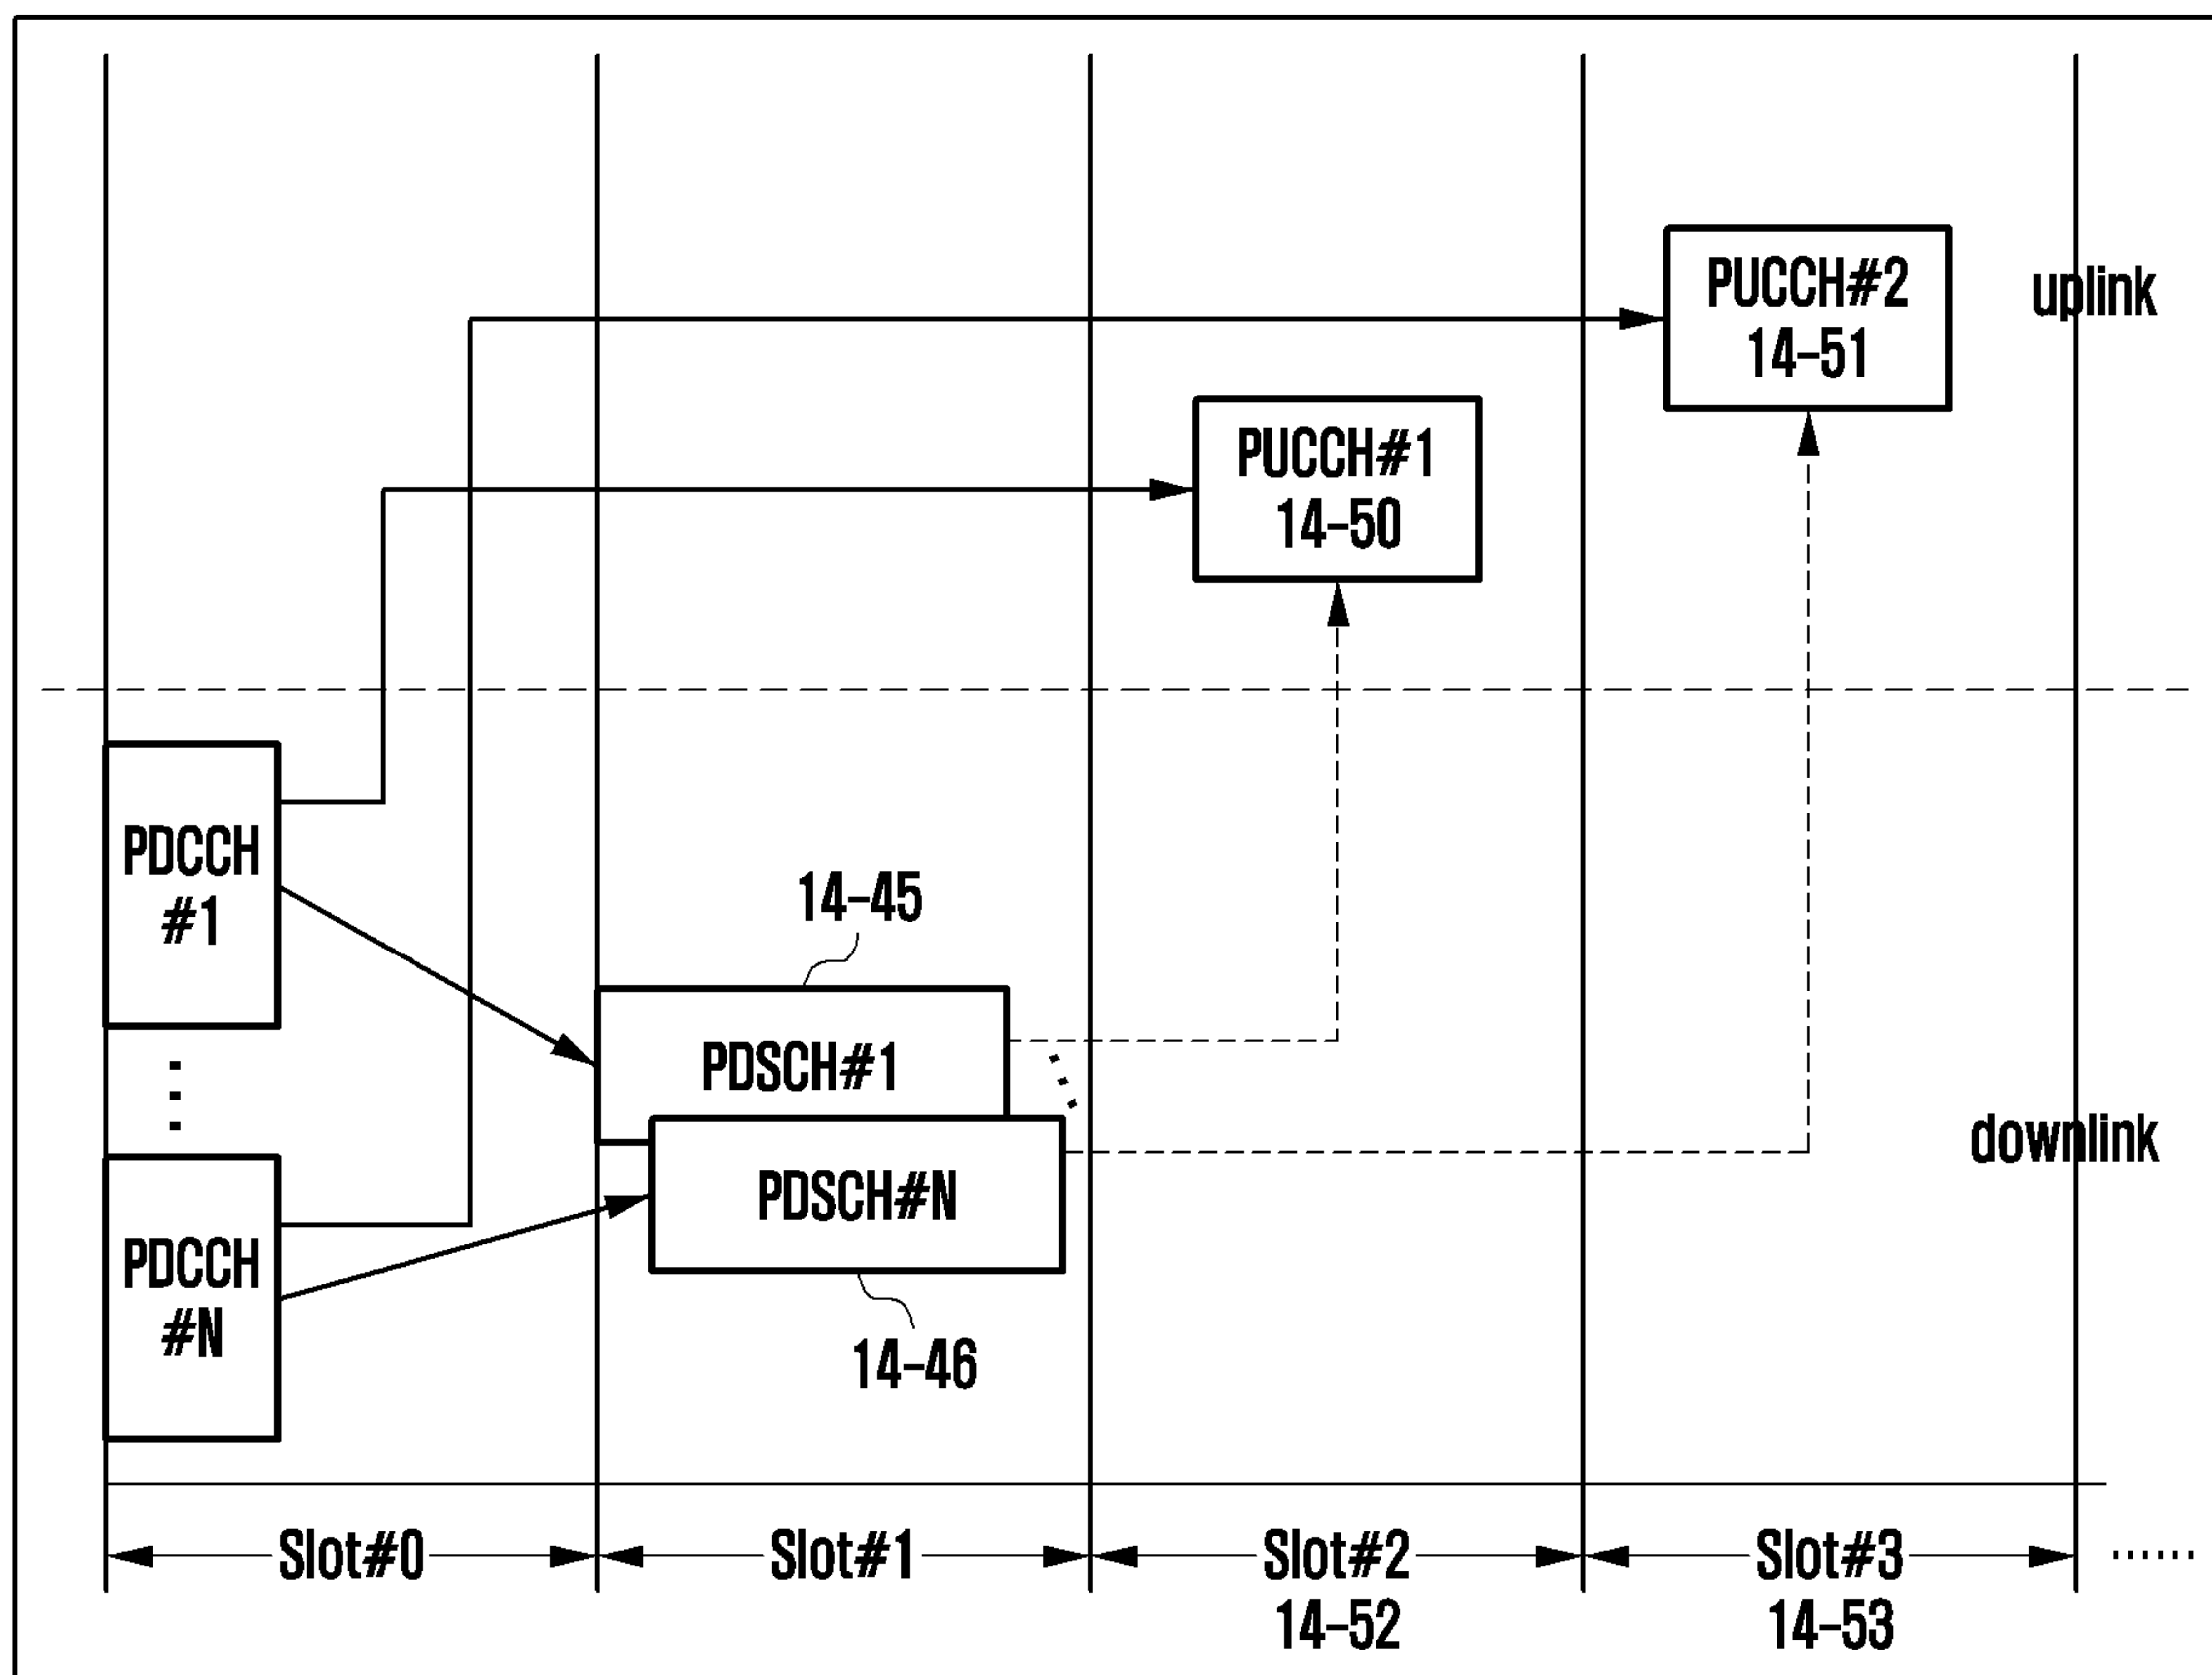 PUCCH#2
14–51
uplink
PUCCH#1
14–50
PDCCH
#1
14–45
PDSCH#1
downlink
PDSCH#N
PDCCH
#N
14–46
Slot#0
Slot#1
Slot#2
14–52
Slot#3
14–53